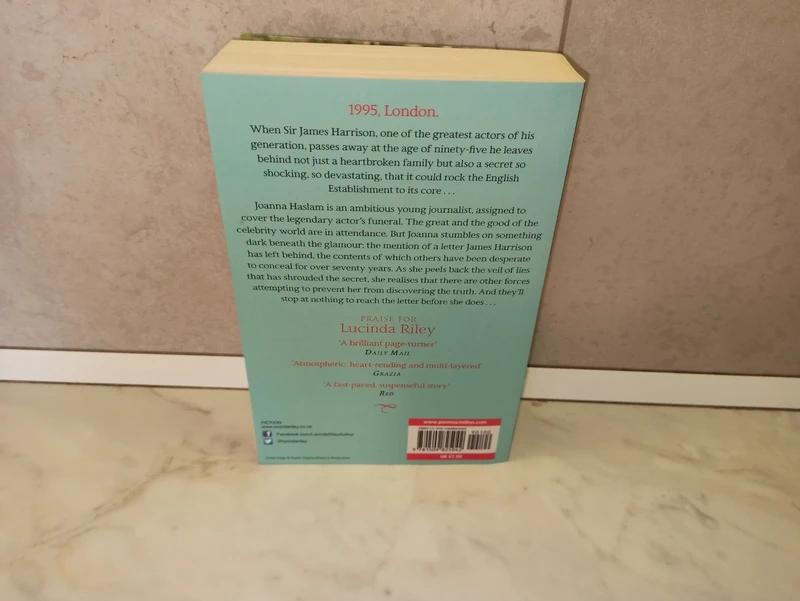 1995, London.
When Sir James Harrison, one of the greatest actors of his
generation, passes away at the age of ninety-five he leaves
behind not just a heartbroken family but also a secret so
shocking, so devastating, that it could rock the English
Establishment to its core . . .
Joanna Haslam is an ambitious young journalist, assigned to
cover the legendary actor's funeral. The great and the good of the
celebrity world are in attendance. But Joanna stumbles on something
dark beneath the glamour: the mention of a letter James Harrison
has left behind, the contents of which others have been desperate
to conceal for over seventy years. As she peels back the veil of lies
that has shrouded the secret, she realises that there are other forces
attempting to prevent her from discovering the truth. And they'll
stop at nothing to reach the letter before she does . . .
PRAISE FOR
Lucinda Riley
'A brilliant page-turner'
DAILY MAIL
'Atmospheric, heart-rending and multi-layered'
GRAZIA
'A fast-paced, suspenseful story'
RED
FICTION
www.panmacmillan.com